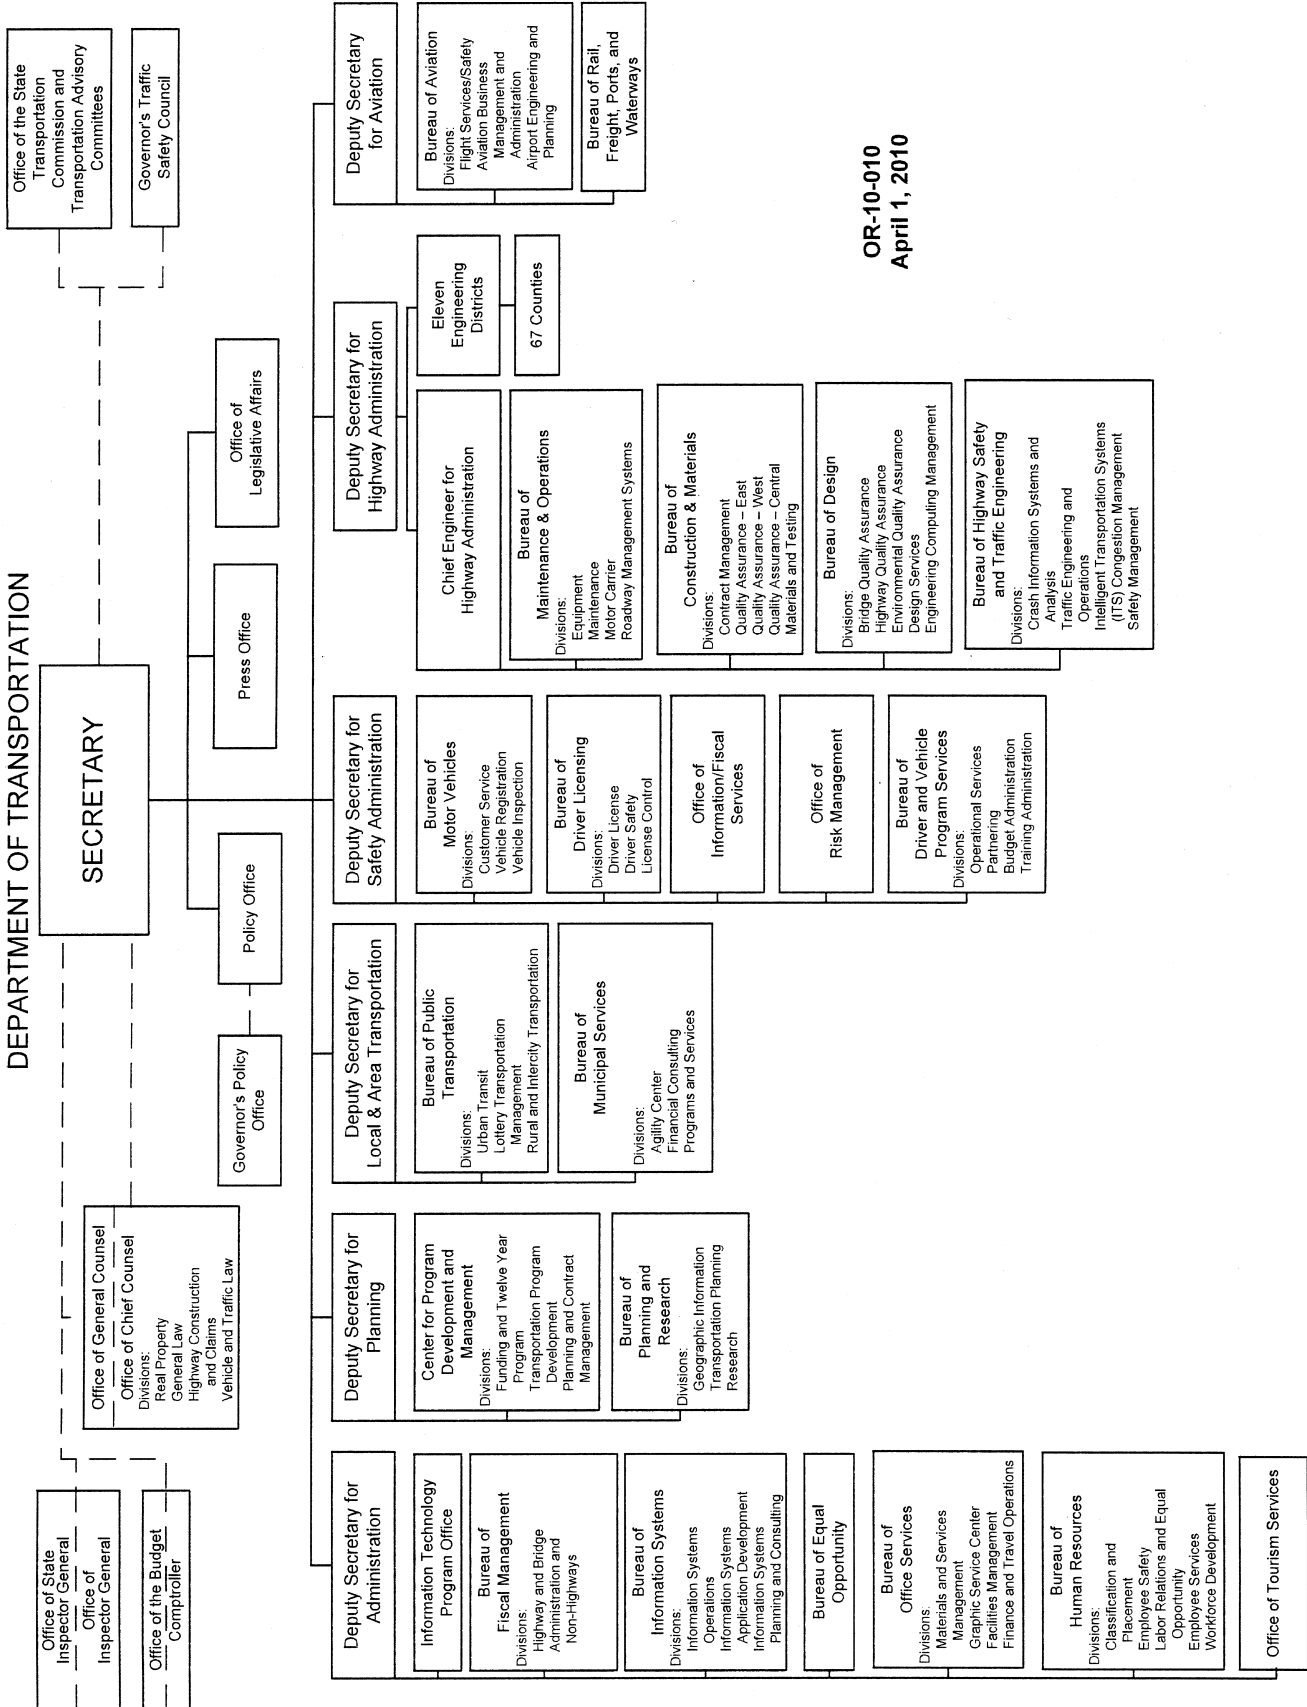 DEPARTMENT OF TRANSPORTATION
SECRETARY
Office of the State
Transportation
Commission and
Transportation Advisory
Committees
Governor's Traffic
Safety Council
Office of State
Inspector General
Office of
Inspector General
Office of the Budget
Comptroller
Office of General Counsel
Office of Chief Counsel
Divisions:
Real Property
General Law
Highway Construction
and Claims
Vehicle and Traffic Law
Governor's Policy
Office
Policy Office
Press Office
Office of
Legislative Affairs
Deputy Secretary for
Administration
Information Technology
Program Office
Bureau of
Fiscal Management
Divisions:
Highway and Bridge
Administration and
Non-Highways
Bureau of
Information Systems
Divisions:
Information Systems
Operations
Information Systems
Application Development
Information Systems
Planning and Consulting
Bureau of Equal
Opportunity
Bureau of
Office Services
Divisions:
Materials and Services
Management
Graphic Service Center
Facilities Management
Finance and Travel Operations
Bureau of
Human Resources
Divisions:
Classification and
Placement
Employee Safety
Labor Relations and Equal
Opportunity
Employee Services
Workforce Development
Office of Tourism Services
Deputy Secretary for
Planning
Center for Program
Development and
Management
Divisions:
Funding and Twelve Year
Program
Transportation Program
Development
Planning and Contract
Management
Bureau of
Planning and
Research
Divisions:
Geographic Information
Transportation Planning
Research
Deputy Secretary for
Local & Area Transportation
Bureau of Public
Transportation
Divisions:
Urban Transit
Lottery Transportation
Management
Rural and Intercity Transportation
Bureau of
Municipal Services
Divisions:
Agility Center
Financial Consulting
Programs and Services
Deputy Secretary for
Safety Administration
Bureau of
Motor Vehicles
Divisions:
Customer Service
Vehicle Registration
Vehicle Inspection
Bureau of
Driver Licensing
Divisions:
Driver License
Driver Safety
License Control
Office of
Information/Fiscal
Services
Office of
Risk Management
Bureau of
Driver and Vehicle
Program Services
Divisions:
Operational Services
Partnering
Budget Administration
Training Administration
Deputy Secretary for
Highway Administration
Chief Engineer for
Highway Administration
Bureau of
Maintenance & Operations
Divisions:
Equipment
Maintenance
Motor Carrier
Roadway Management Systems
Bureau of
Construction & Materials
Divisions:
Contract Management
Quality Assurance – East
Quality Assurance – West
Quality Assurance – Central
Materials and Testing
Bureau of Design
Divisions:
Bridge Quality Assurance
Highway Quality Assurance
Environmental Quality Assurance
Design Services
Engineering Computing Management
Bureau of Highway Safety
and Traffic Engineering
Divisions:
Crash Information Systems and
Analysis
Traffic Engineering and
Operations
Intelligent Transportation Systems
(ITS) Congestion Management
Safety Management
Eleven
Engineering
Districts
67 Counties
Deputy Secretary
for Aviation
Bureau of Aviation
Divisions:
Flight Services/Safety
Aviation Business
Management and
Administration
Airport Engineering and
Planning
Bureau of Rail,
Freight, Ports, and
Waterways
OR-10-010
April 1, 2010